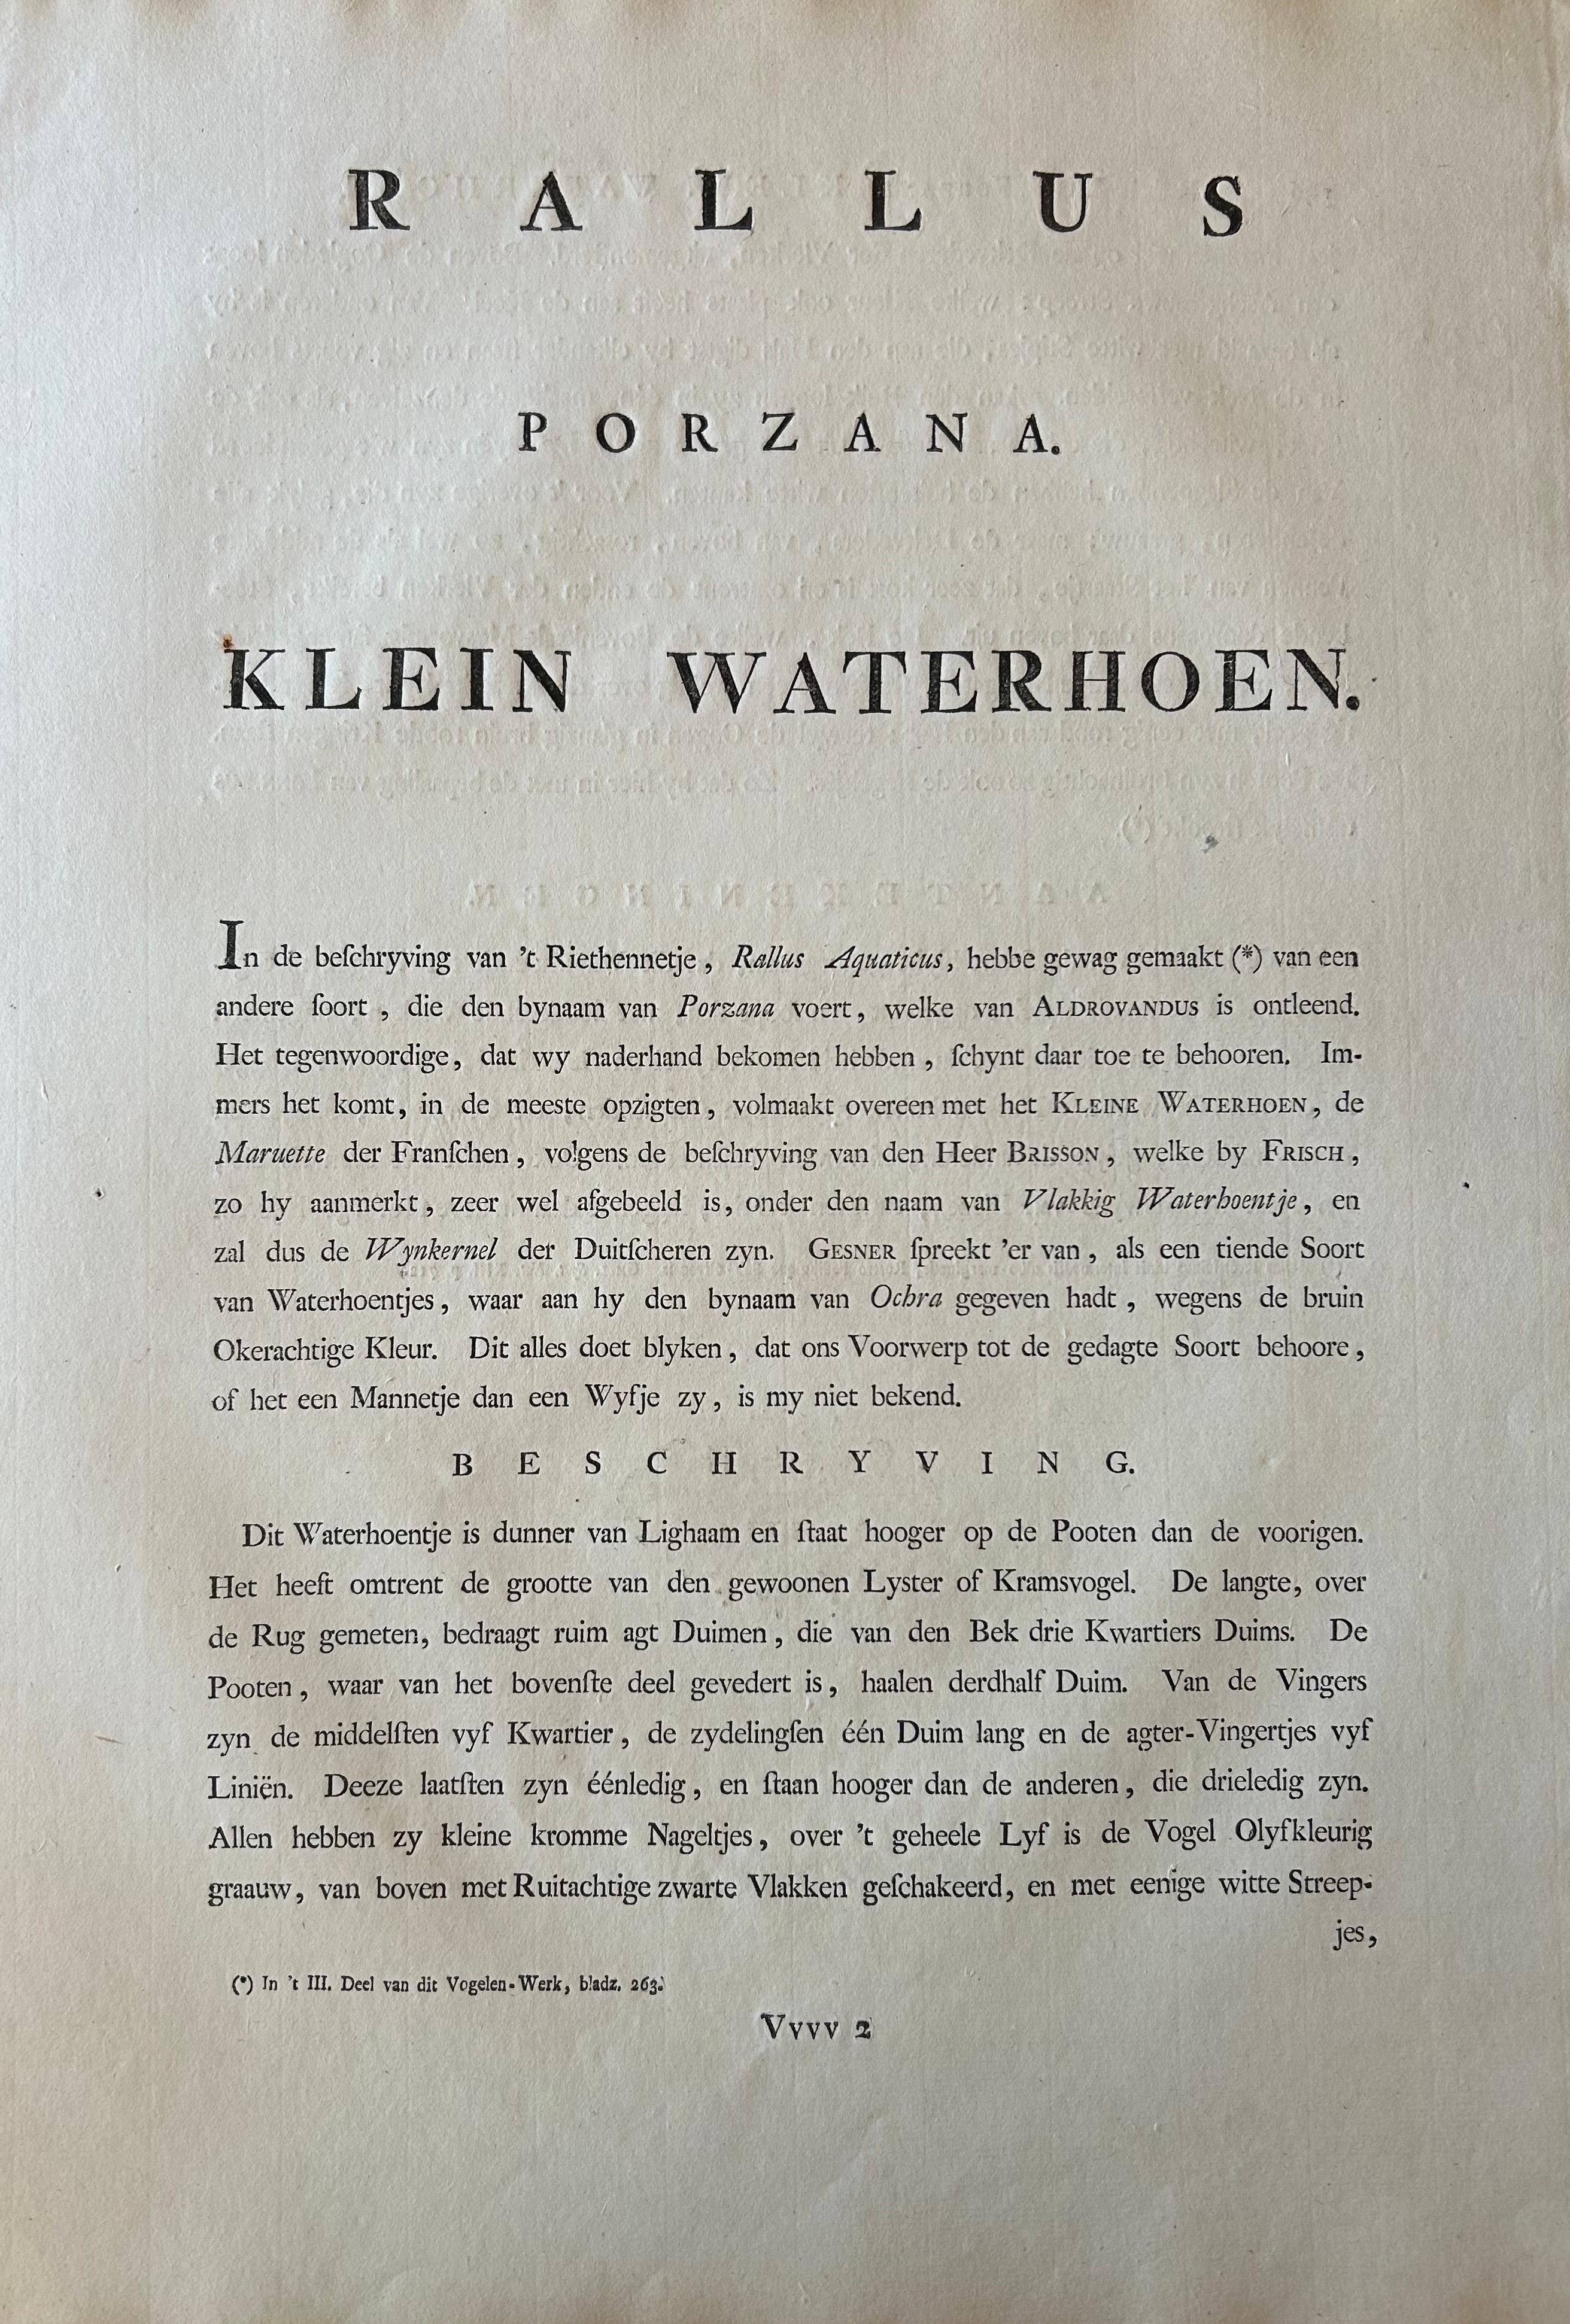 RALLUS
PORZANA.
KLEIN WATERHOEN.
In de beſchryving van 't Riethennetje, Rallus Aquaticus, hebbe gewag gemaakt (*) van een
andere ſoort, die den bynaam van Porzana voert, welke van ALDROVANDUS is ontleend.
Het tegenwoordige, dat wy naderhand bekomen hebben, ſchynt daar toe te behooren. Im-
mers het komt, in de meeste opzigten, volmaakt overeen met het KLEINE WATERHOEN, de
Maruette der Franſchen, volgens de beſchryving van den Heer BRISSON, welke by FRISCH,
zo hy aanmerkt, zeer wel afgebeeld is, onder den naam van Vlakkig Waterhoentje, en
zal dus de Wynkernel der Duitſcheren zyn. GESNER ſpreekt 'er van, als een tiende Soort
van Waterhoentjes, waar aan hy den bynaam van Ochra gegeven hadt, wegens de bruin
Okerachtige Kleur. Dit alles doet blyken, dat ons Voorwerp tot de gedagte Soort behoore,
of het een Mannetje dan een Wyfje zy, is my niet bekend.
BESCHRYVING.
Dit Waterhoentje is dunner van Lighaam en ſtaat hooger op de Pooten dan de voorigen.
Het heeft omtrent de grootte van den gewoonen Lyster of Kramsvogel. De langte, over
de Rug gemeten, bedraagt ruim agt Duimen, die van den Bek drie Kwartiers Duims. De
Pooten, waar van het bovenſte deel gevedert is, haalen derdhalf Duim. Van de Vingers
zyn de middelſten vyf Kwartier, de zydelingſen één Duim lang en de agter-Vingertjes vyf
Liniën. Deeze laatſten zyn éénledig, en ſtaan hooger dan de anderen, die drieledig zyn.
Allen hebben zy kleine kromme Nageltjes, over 't geheele Lyf is de Vogel Olyfkleurig
graauw, van boven met Ruitachtige zwarte Vlakken geſchakeerd, en met eenige witte Streep-
jes,
(*) In 't III. Deel van dit Vogelen-Werk, bladz. 263.
Vvvv 2